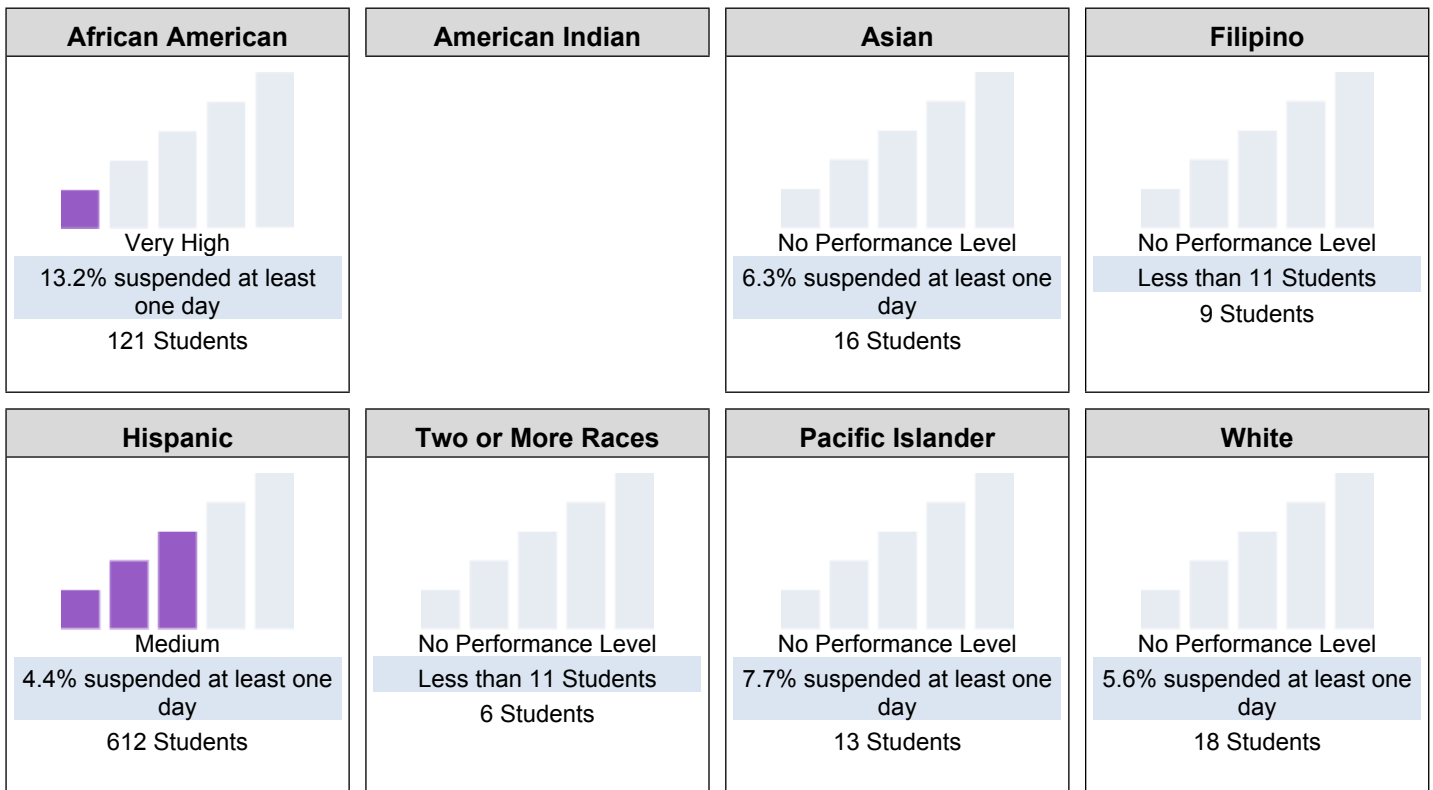 African American
American Indian
Asian
Filipino
Very High
13.2% suspended at least
one day
121 Students
No Performance Level
6.3% suspended at least one
day
16 Students
No Performance Level
Less than 11 Students
9 Students
Hispanic
Two or More Races
Pacific Islander
White
Medium
4.4% suspended at least one
day
612 Students
No Performance Level
Less than 11 Students
6 Students
No Performance Level
7.7% suspended at least one
day
13 Students
No Performance Level
5.6% suspended at least one
day
18 Students